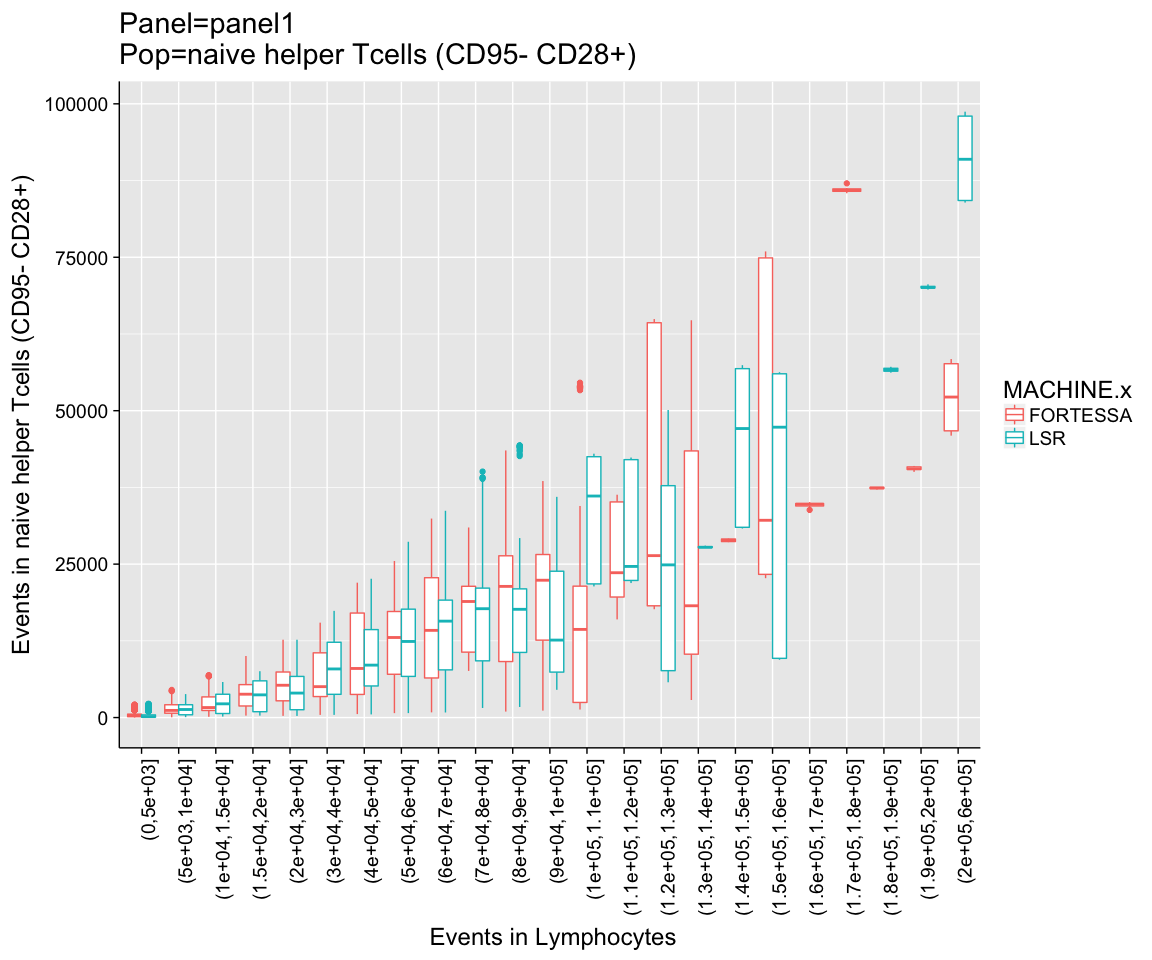 Panel=panel1
Pop=naive helper Tcells (CD95- CD28+)
Events in naive helper Tcells (CD95- CD28+)
100000
75000
50000
25000
0
(0,5e+03]
(5e+03,1e+04]
(1e+04,1.5e+04]
(1.5e+04,2e+04]
(2e+04,3e+04]
(3e+04,4e+04]
(4e+04,5e+04]
(5e+04,6e+04]
(6e+04,7e+04]
(7e+04,8e+04]
(8e+04,9e+04]
(9e+04,1e+05]
(1e+05,1.1e+05]
(1.1e+05,1.2e+05]
(1.2e+05,1.3e+05]
(1.3e+05,1.4e+05]
(1.4e+05,1.5e+05]
(1.5e+05,1.6e+05]
(1.6e+05,1.7e+05]
(1.7e+05,1.8e+05]
(1.8e+05,1.9e+05]
(1.9e+05,2e+05]
(2e+05,6e+05]
Events in Lymphocytes
MACHINE.x
FORTESSA
LSR